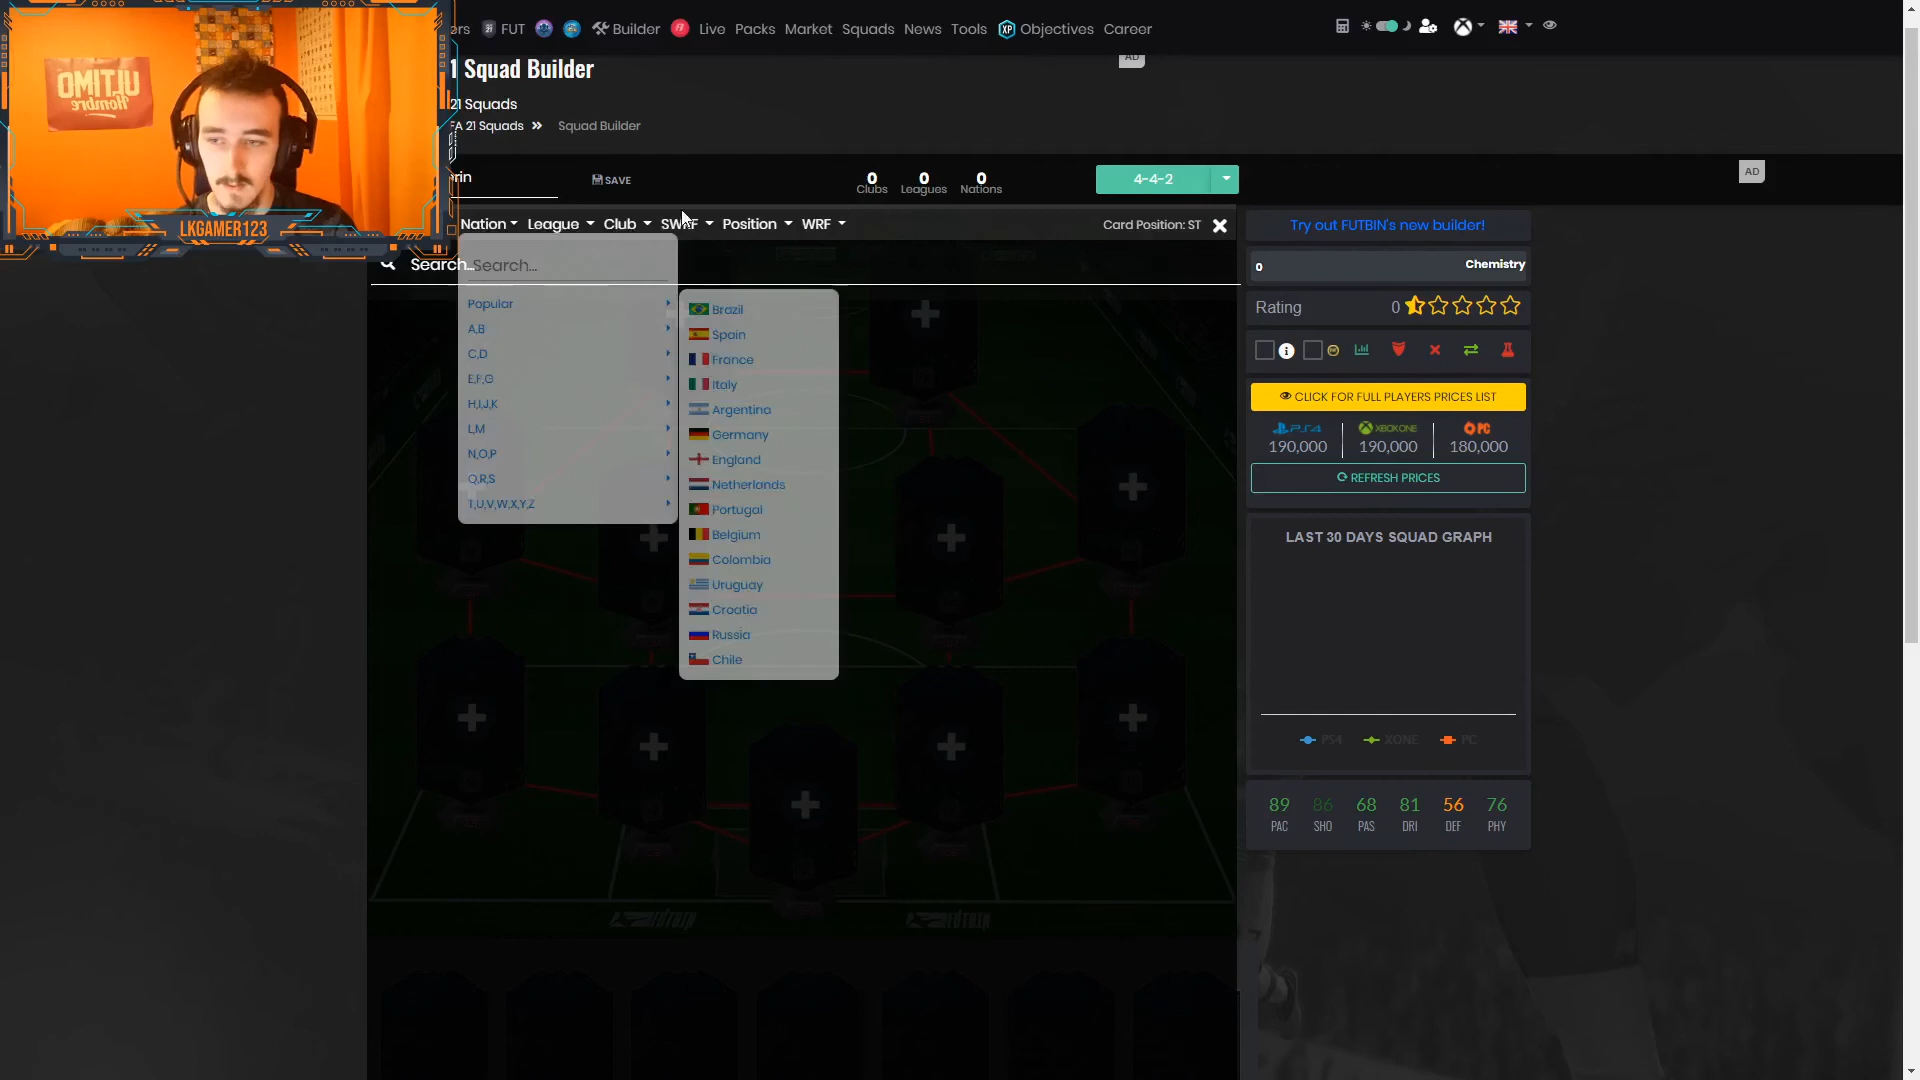 ers FUT Builder Live Packs Market Squads News Tools XP Objectives Career
1 Squad Builder
AD
21 Squads
FA 21 Squads » Squad Builder
ULTIMO
Hombre
LKGAMER123
rin
SAVE
0 Clubs
0 Leagues
0 Nations
4-4-2
AD
Nation League Club Position WRF
Card Position: ST
Try out FUTBIN's new builder!
Search...
Search...
0 Chemistry
Popular
A,B
C,D
E,F,G
H,I,J,K
L,M
N,O,P
Q,R,S
T,U,V,W,X,Y,Z
Brazil
Spain
France
Italy
Argentina
Germany
England
Netherlands
Portugal
Belgium
Colombia
Uruguay
Croatia
Russia
Chile
Rating 0
CLICK FOR FULL PLAYERS PRICES LIST
PS4 XBOX ONE PC
190,000 190,000 180,000
REFRESH PRICES
LAST 30 DAYS SQUAD GRAPH
PS4 XONE PC
89 86 68 81 56 76
PAC SHO PAS DRI DEF PHY